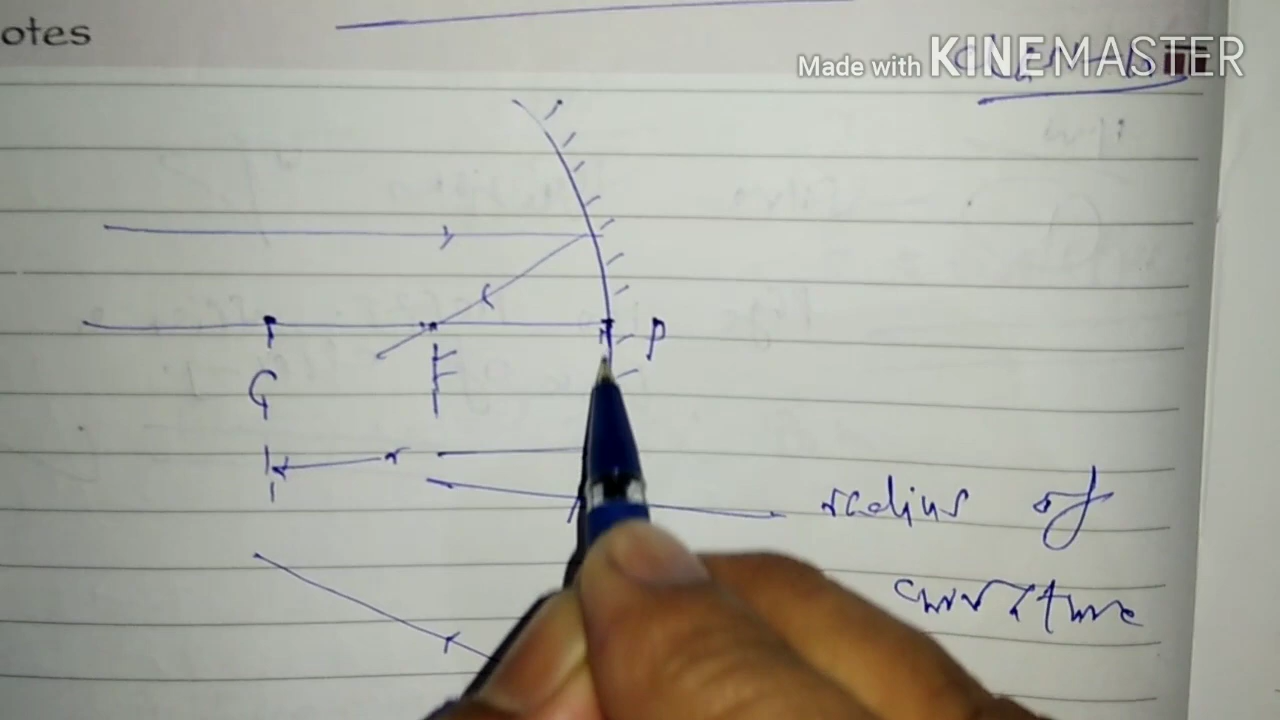 otes
Made with KINEMASTER
P
C
F
r
radius of
curvature